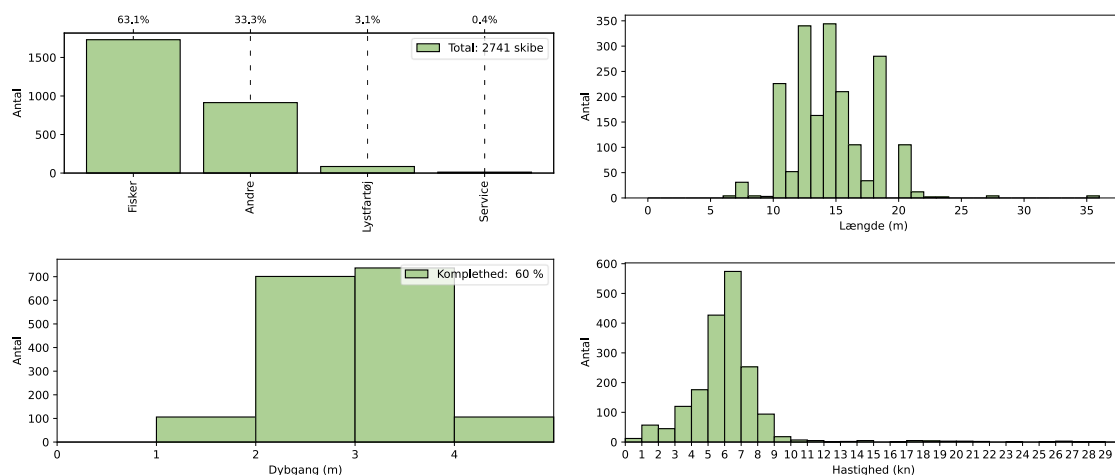 63,1% 33,3% 3,1% 0,4%
Total: 2741 skibe
1500
1000
500
0
Antal
Fisker Andre Lystfartøj Service
350
300
250
200
150
100
50
0
Antal
0 5 10 15 20 25 30 35
Længde (m)
Komplethed: 60 %
700
600
500
400
300
200
100
0
Antal
0 1 2 3 4
Dybgang (m)
600
500
400
300
200
100
0
Antal
0 1 2 3 4 5 6 7 8 9 10 11 12 13 14 15 16 17 18 19 20 21 22 23 24 25 26 27 28 29
Hastighed (kn)